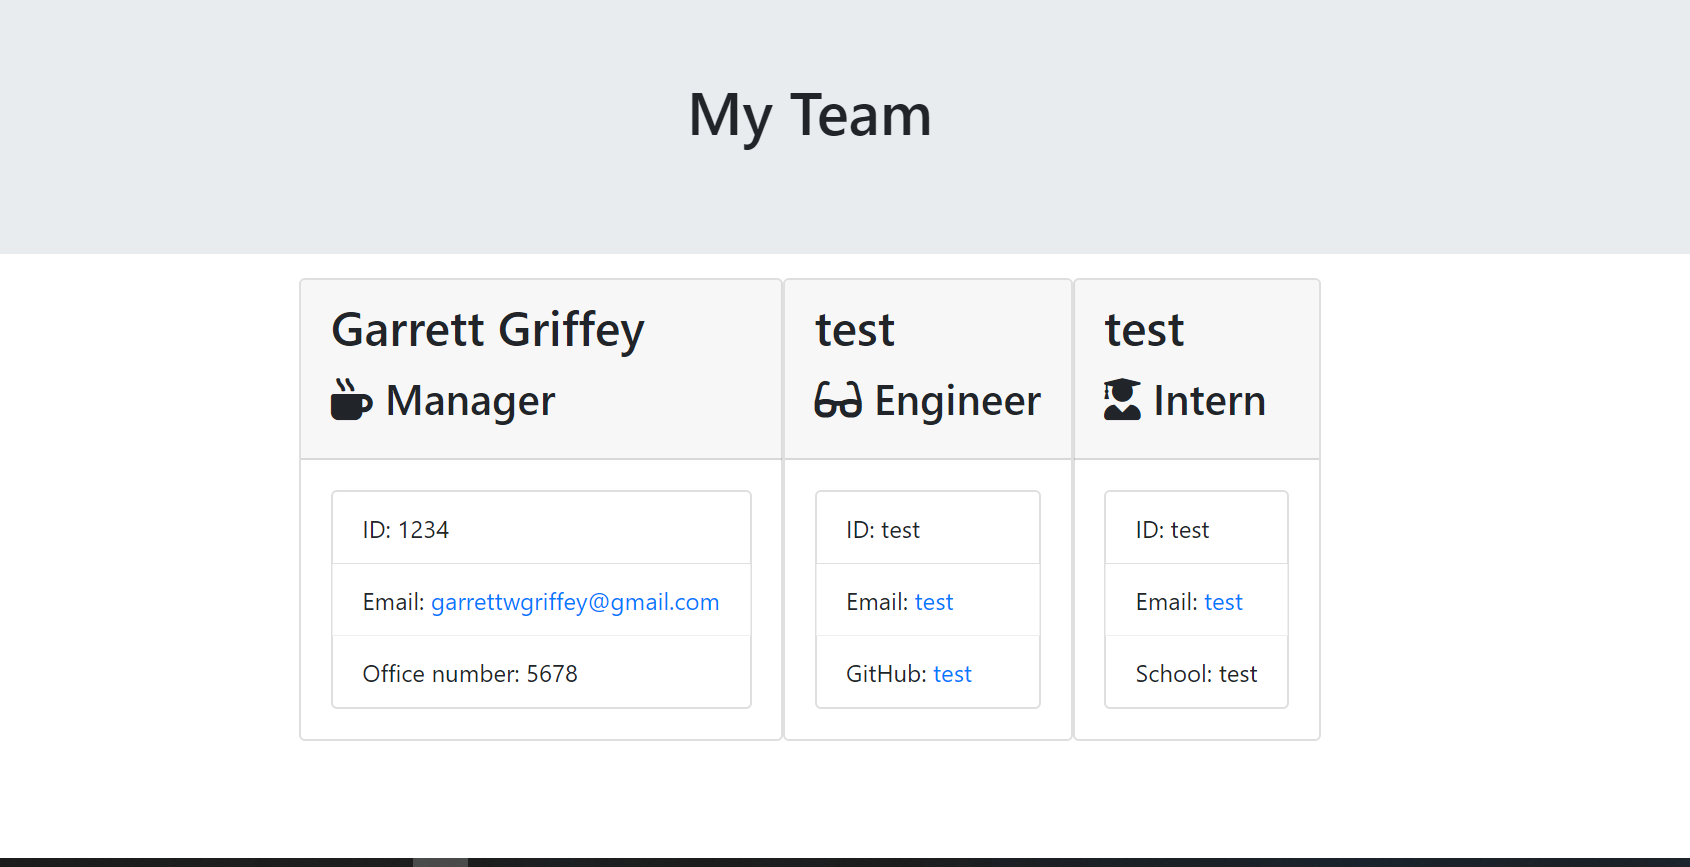 My Team
Garrett Griffey
Manager
ID: 1234
Email: garrettwgriffey@gmail.com
Office number: 5678
test
Engineer
ID: test
Email: test
GitHub: test
test
Intern
ID: test
Email: test
School: test